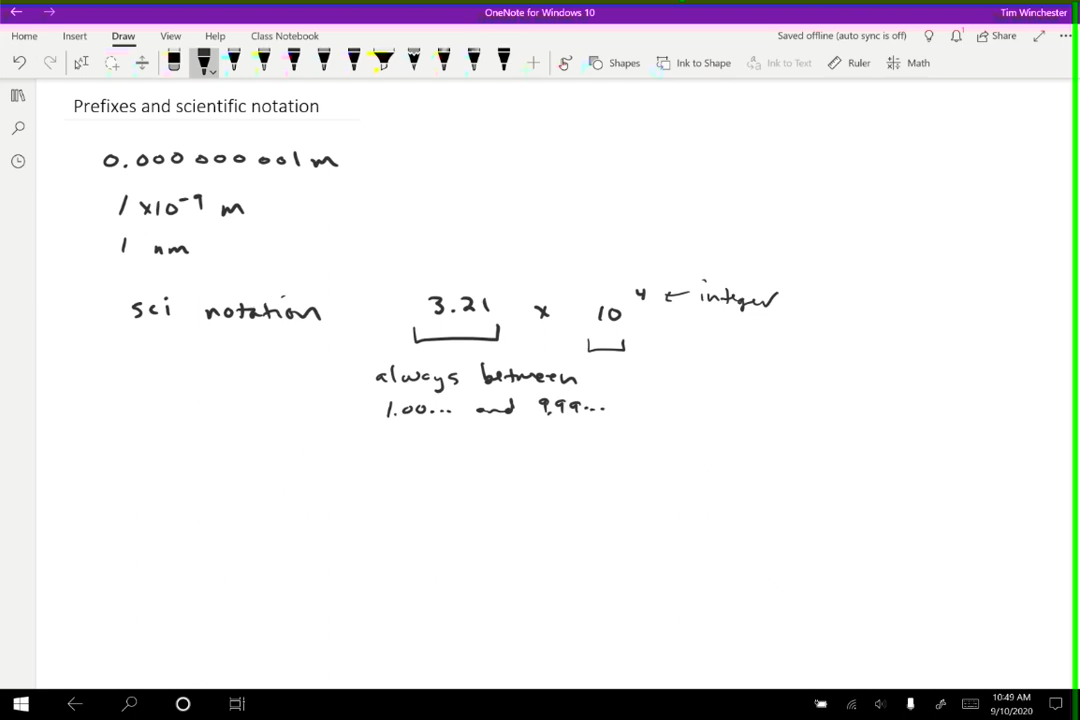 OneNote for Windows 10
Tim Winchester
Home Insert Draw View Help Class Notebook
Saved offline (auto sync is off) Share
Shapes Ink to Shape Ink to Text Ruler Math
Prefixes and scientific notation
0.000 000 001 m
1 x10⁻⁹ m
1 nm
sci notation 3.21 x 10⁴ ← integer
always between
1.00... and 9.99...
10:49 AM
9/10/2020